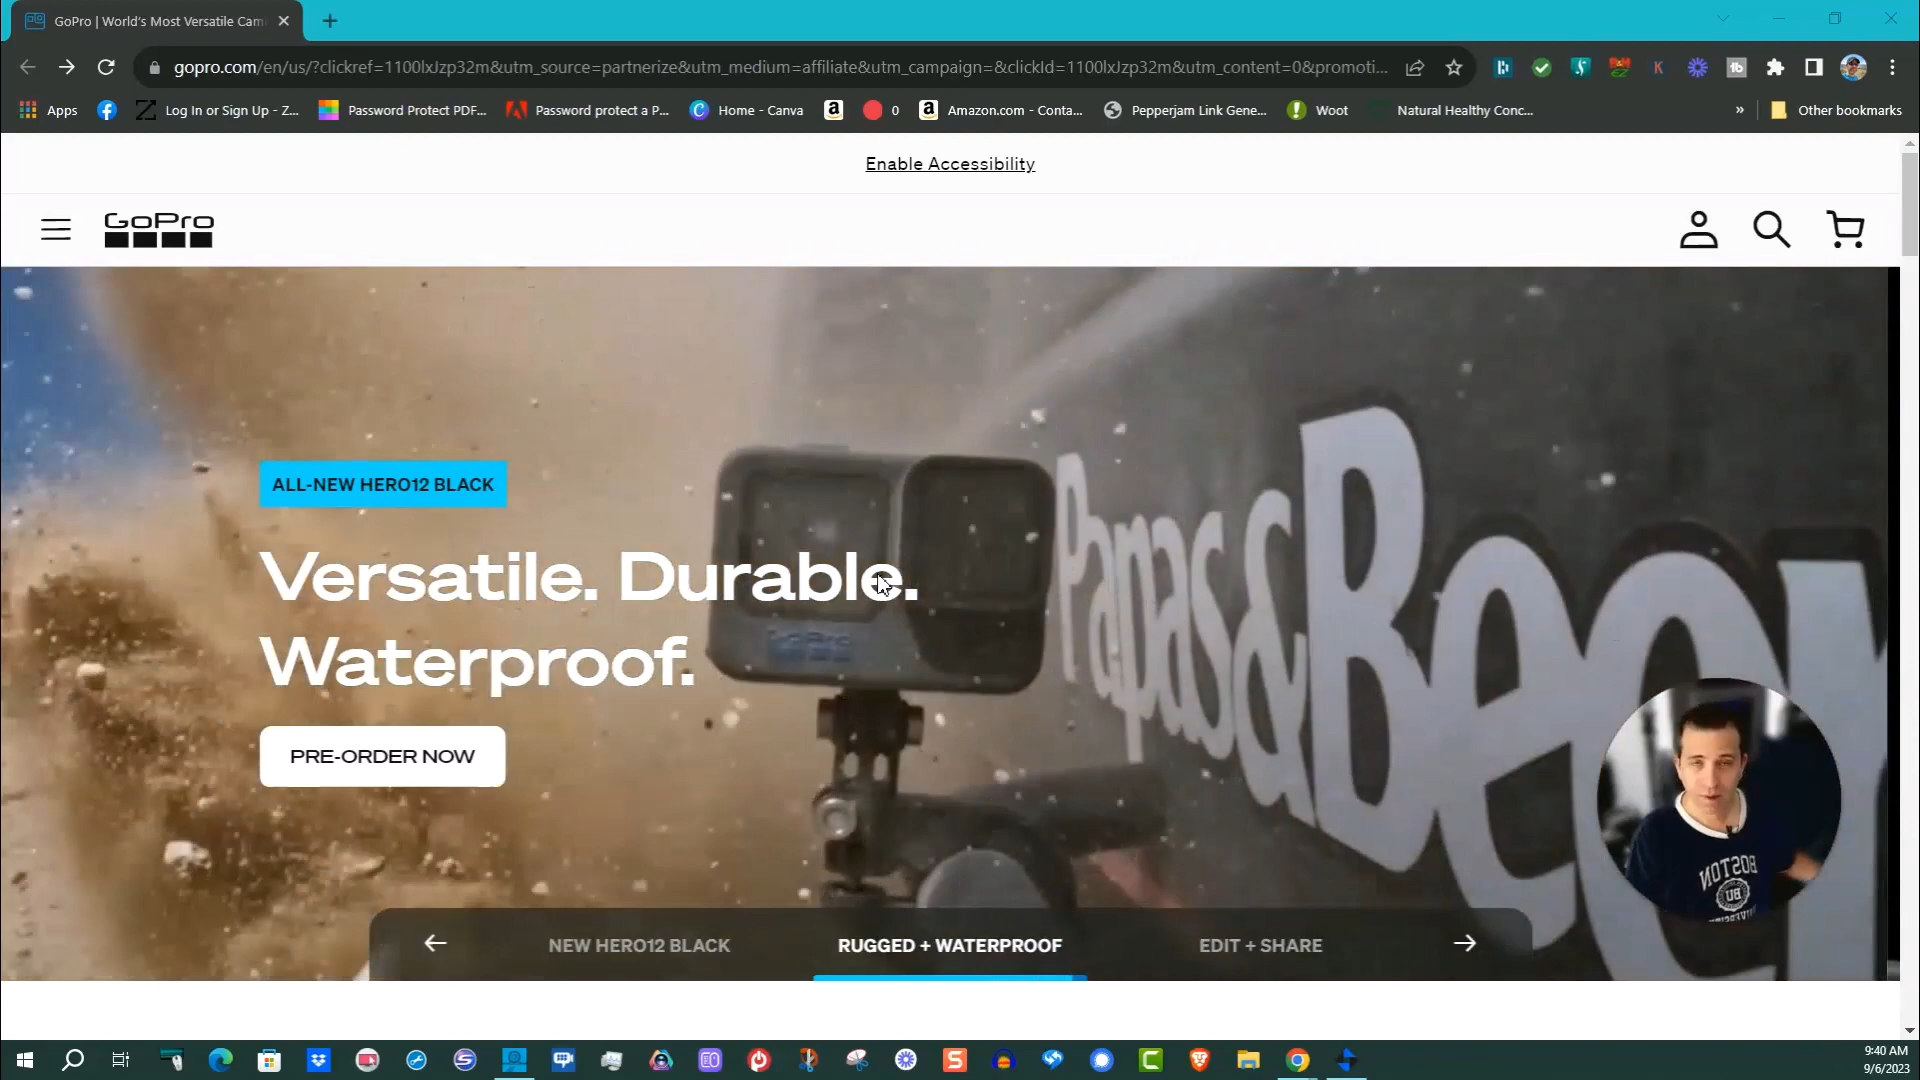 GoPro | World's Most Versatile Cam
gopro.com/en/us/?clickref=1100lxJzp32m&utm_source=partnerize&utm_medium=affiliate&utm_campaign=&clickId=1100lxJzp32m&utm_content=0&promoti...
Apps
Log In or Sign Up - Z...
Password Protect PDF...
Password protect a P...
Home - Canva
0
Amazon.com - Conta...
Pepperjam Link Gene...
Woot
Natural Healthy Conc...
»
Other bookmarks
Enable Accessibility
GoPro
ALL-NEW HERO12 BLACK
Versatile. Durable.
Waterproof.
PRE-ORDER NOW
GoPro
Papas&Beer
BOSTON
BU
NEW HERO12 BLACK
RUGGED + WATERPROOF
EDIT + SHARE
9:40 AM
9/6/2023